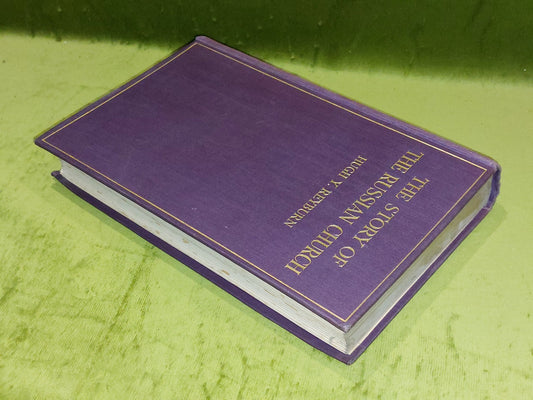 THE STORY OF
THE RUSSIAN CHURCH
HUGH Y. REYBURN